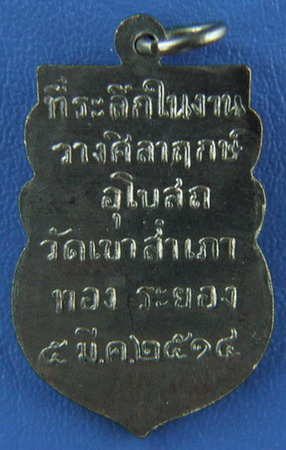 ที่ระลึกในงาน
วางศิลาฤกษ์
อุโบสถ
วัดเขาสำเภา
ทอง ระยอง
๕ มี.ค.๒๕๑๔